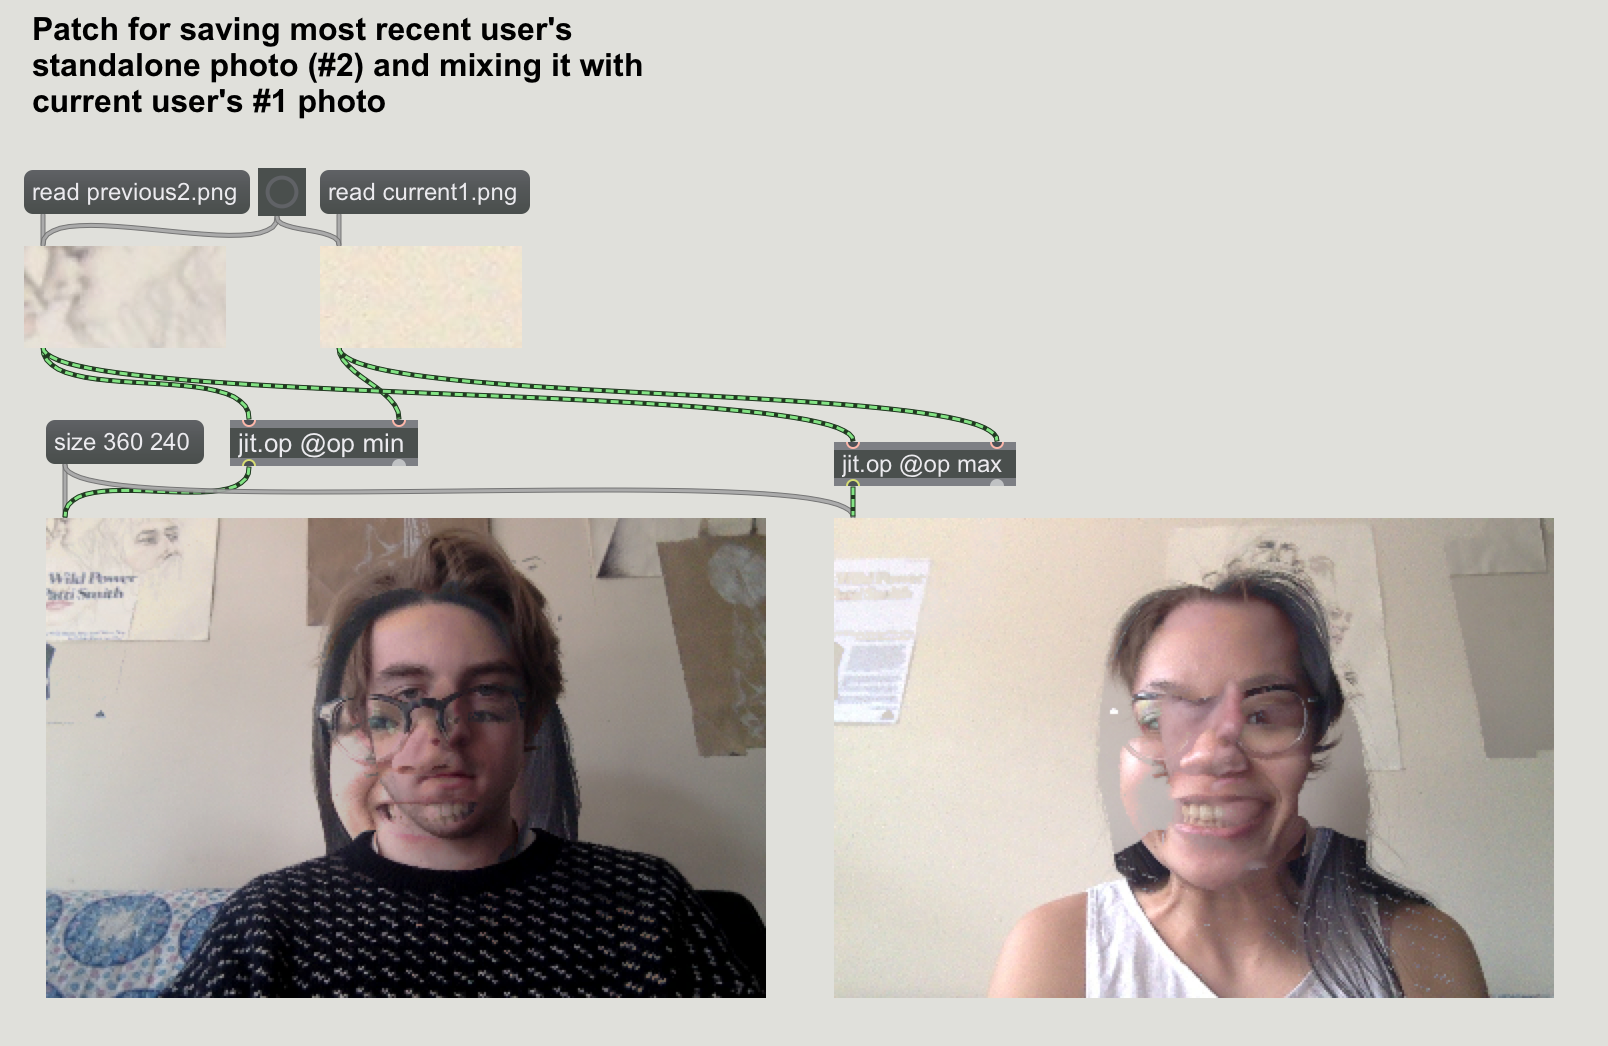 Patch for saving most recent user's
standalone photo (#2) and mixing it with
current user's #1 photo
read previous2.png
read current1.png
size 360 240
jit.op @op min
jit.op @op max
Wild Power
Patti Smith